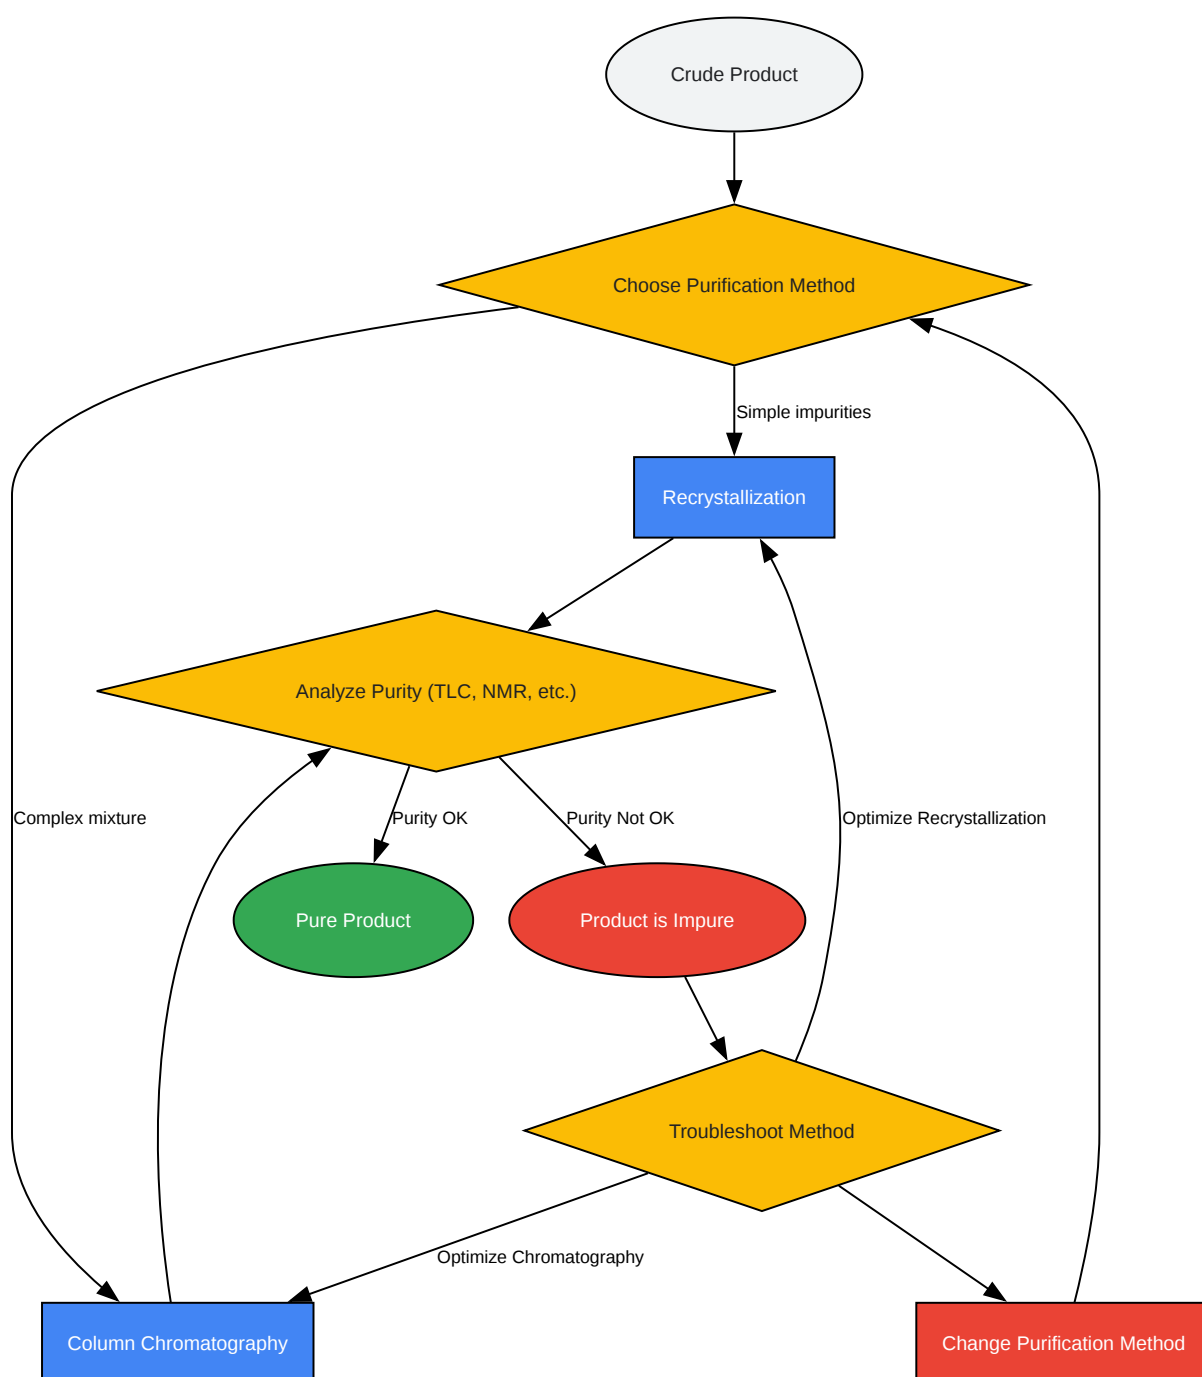 Crude Product
Choose Purification Method
Simple impurities
Recrystallization
Analyze Purity (TLC, NMR, etc.)
Complex mixture
Purity OK
Purity Not OK
Optimize Recrystallization
Pure Product
Product is Impure
Troubleshoot Method
Optimize Chromatography
Column Chromatography
Change Purification Method